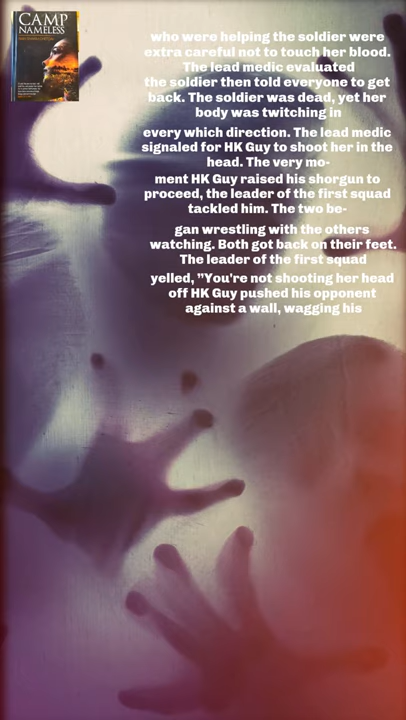 CAMP
NAMELESS
who were helping the soldier were
extra careful not to touch her blood.
The lead medic evaluated
the soldier then told everyone to get
back. The soldier was dead, yet her
body was twitching in
every which direction. The lead medic
signaled for HK Guy to shoot her in the
head. The very mo-
ment HK Guy raised his shorgun to
proceed, the leader of the first squad
tackled him. The two be-
gan wrestling with the others
watching. Both got back on their feet.
The leader of the first squad
yelled, ”You're not shooting her head
off HK Guy pushed his opponent
against a wall, wagging his